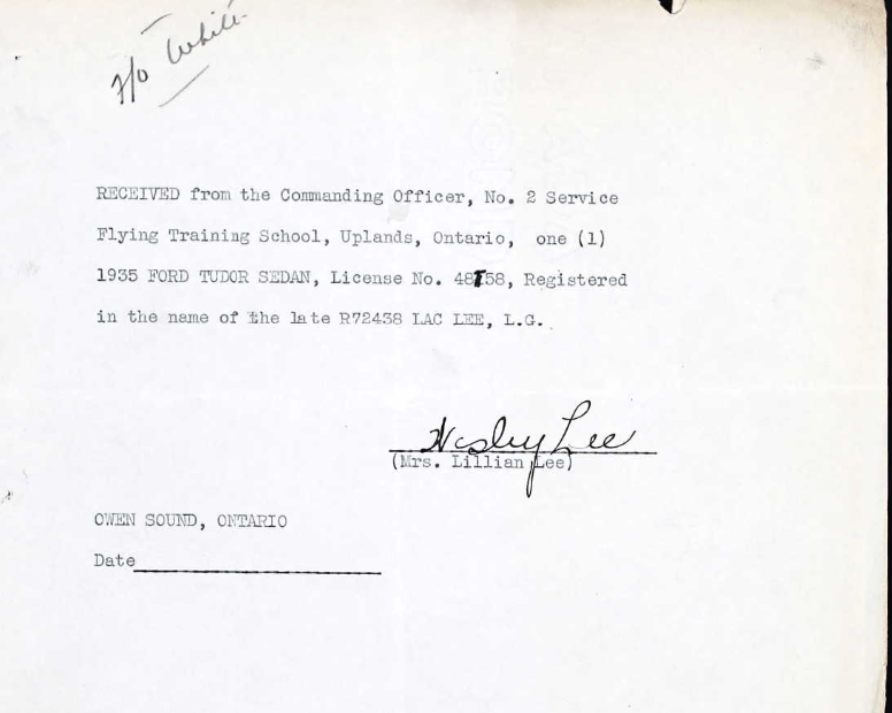 F/O White
RECEIVED from the Commanding Officer, No. 2 Service
Flying Training School, Uplands, Ontario, one (1)
1935 FORD TUDOR SEDAN, License No. 48T58, Registered
in the name of the late R72438 LAC LEE, L.G.
Wesley Lee
(Mrs. Lillian Lee)
OWEN SOUND, ONTARIO
Date